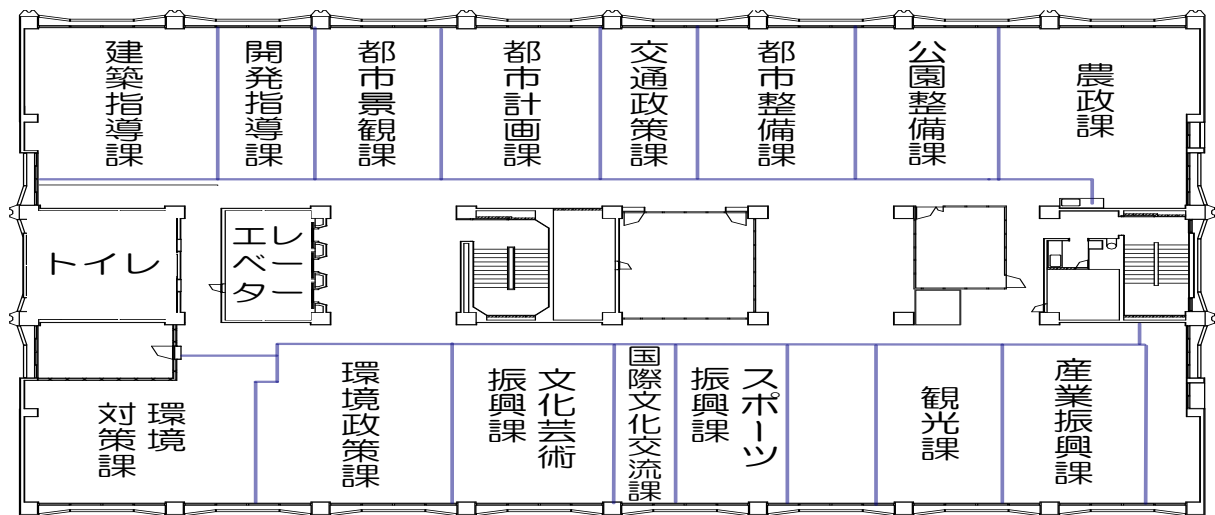 建築指導課
開発指導課
都市景観課
都市計画課
交通政策課
都市整備課
公園整備課
農政課
トイレ
エレ
ベー
ター
環境
対策課
環境政策課
文化芸術
振興課
国際文化交流課
スポーツ
振興課
観光課
産業振興課